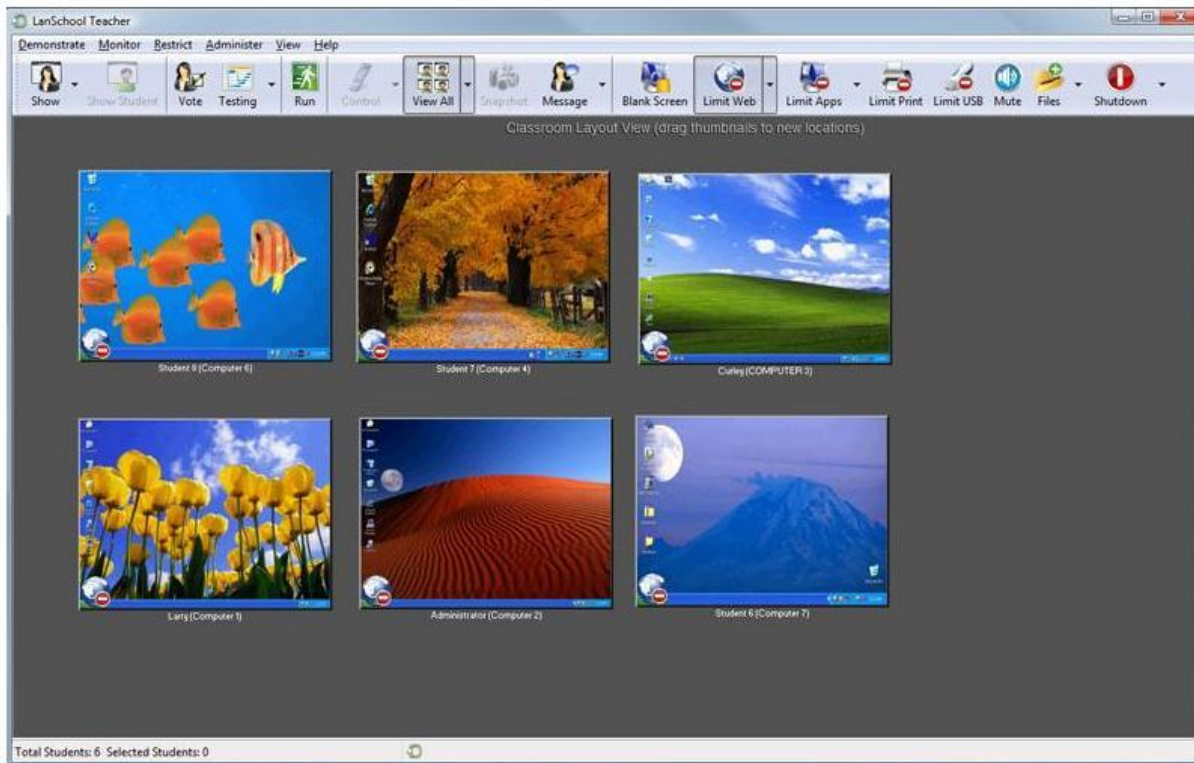 LanSchool Teacher
Demonstrate Monitor Restrict Administer View Help
Show Show Student Vote Testing Run Control View All Snapshot Message Blank Screen Limit Web Limit Apps Limit Print Limit USB Mute Files Shutdown
Classroom Layout View (drag thumbnails to new locations)
(Computer 6) Student 7 (Computer 4) (COMPUTER 3)
Larry (Computer 1) Administrator (Computer 2) Student 6 (Computer 7)
Total Students: 6 Selected Students: 0